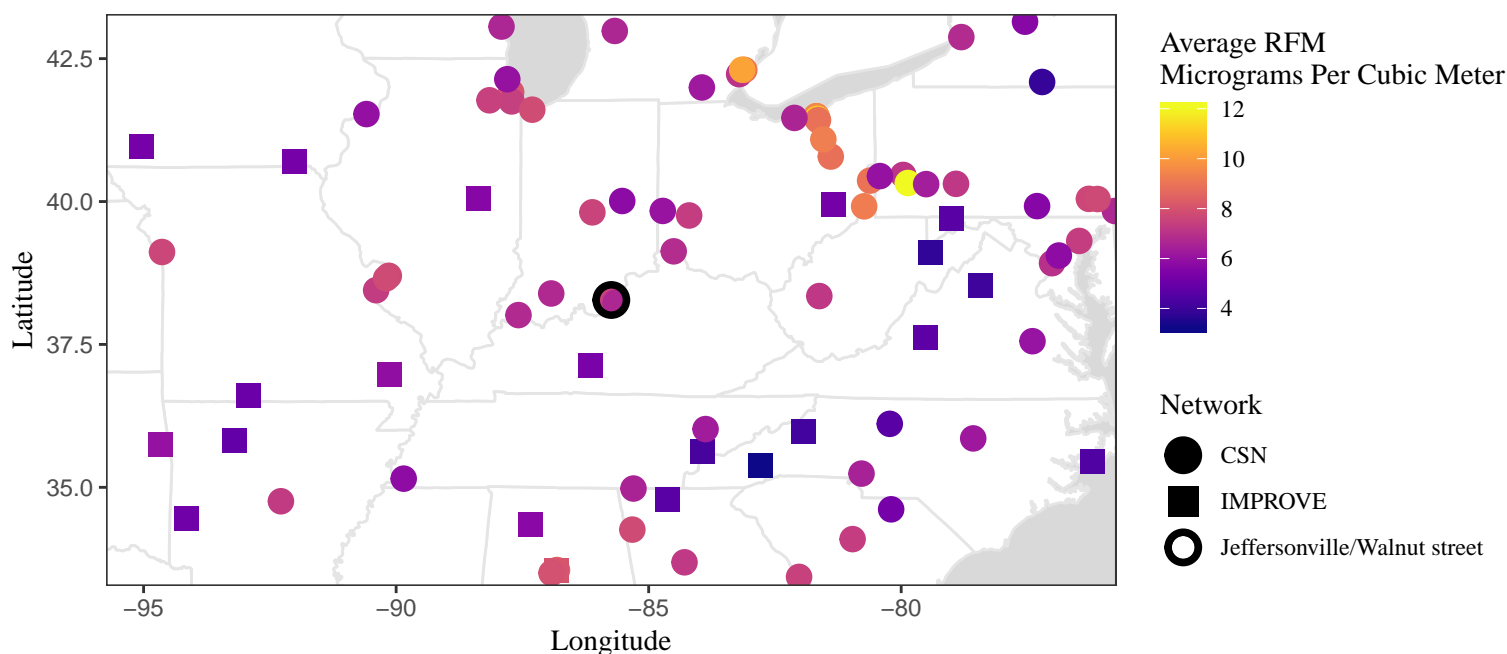 Average RFM
Micrograms Per Cubic Meter
12
10
8
6
4
Network
CSN
IMPROVE
Jeffersonville/Walnut street
Latitude
42.5
40.0
37.5
35.0
−95
−90
−85
−80
Longitude